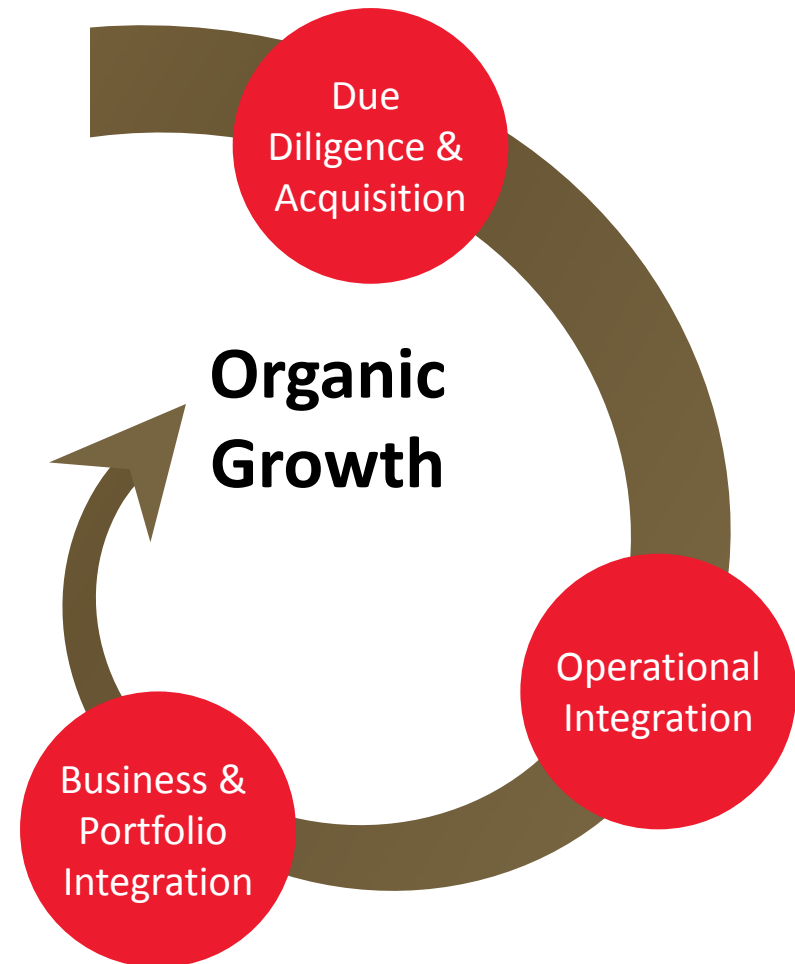 Due
Diligence &
Acquisition
Organic
Growth
Operational
Integration
Business &
Portfolio
Integration